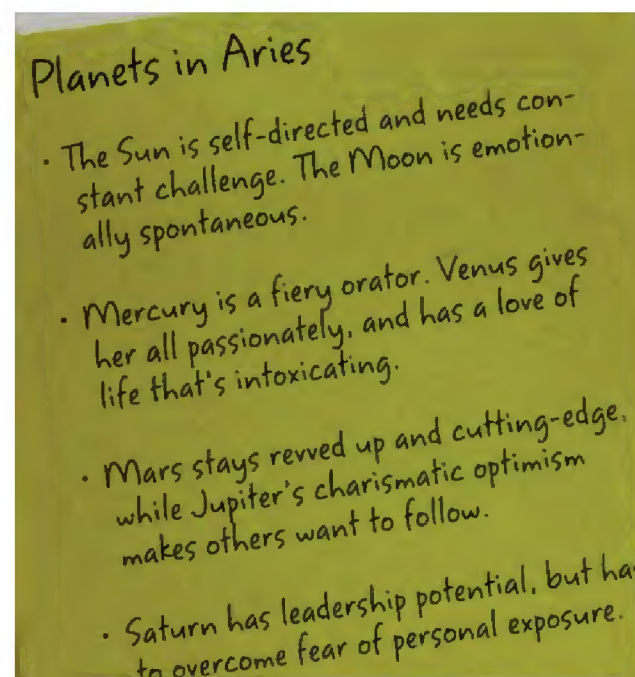 Planets in Aries
· The Sun is self-directed and needs con-
stant challenge. The Moon is emotion-
ally spontaneous.
· Mercury is a fiery orator. Venus gives
her all passionately, and has a love of
life that's intoxicating.
· Mars stays revved up and cutting-edge,
while Jupiter's charismatic optimism
makes others want to follow.
· Saturn has leadership potential, but has
to overcome fear of personal exposure.